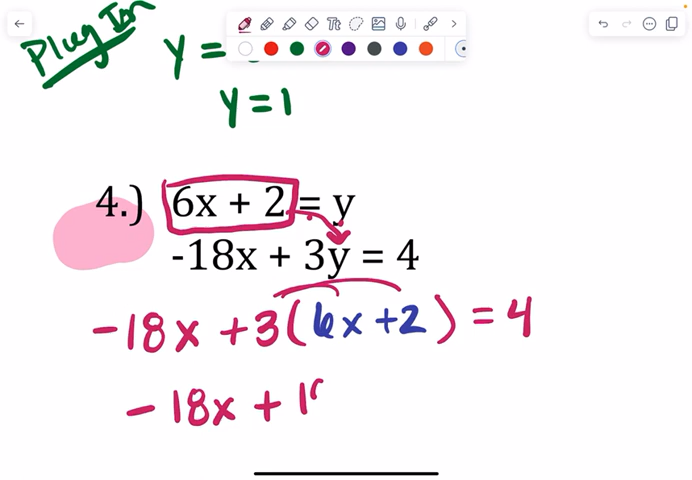 Plug In
y =
y = 1
4.) 6x + 2 = y
-18x + 3y = 4
-18x + 3(6x + 2) = 4
-18x + 1